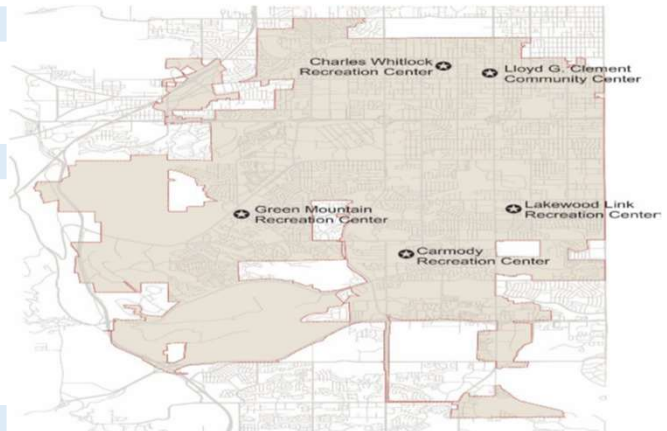 Charles Whitlock
Recreation Center
Lloyd G. Clement
Community Center
Green Mountain
Recreation Center
Lakewood Link
Recreation Center
Carmody
Recreation Center